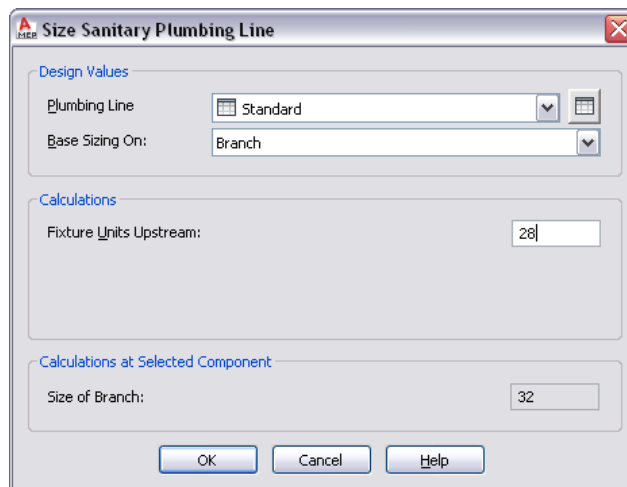 A MEP Size Sanitary Plumbing Line
Design Values
Plumbing Line Standard
Base Sizing On: Branch
Calculations
Fixture Units Upstream: 28
Calculations at Selected Component
Size of Branch: 32
OK Cancel Help